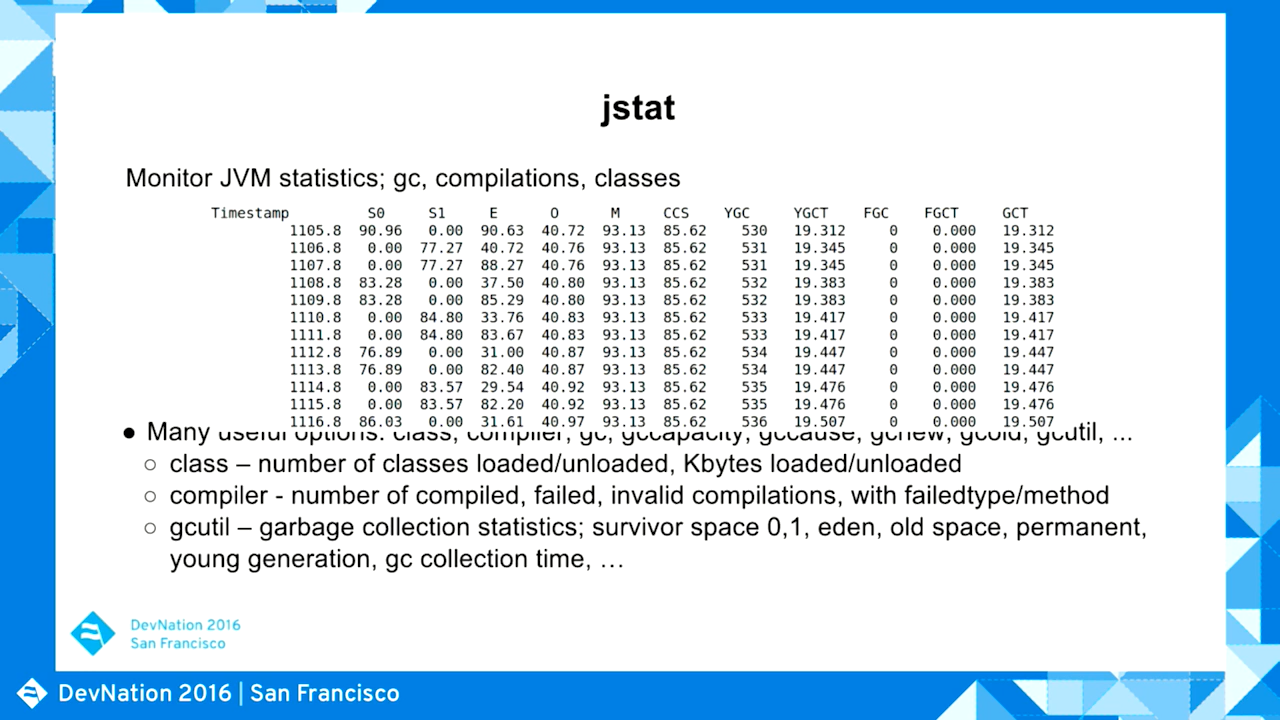 jstat
Monitor JVM statistics; gc, compilations, classes
Timestamp S0 S1 E O M CCS YGC YGCT FGC FGCT GCT
1105.8 90.96 0.00 90.63 40.72 93.13 85.62 530 19.312 0 0.000 19.312
1106.8 0.00 77.27 40.72 40.76 93.13 85.62 531 19.345 0 0.000 19.345
1107.8 0.00 77.27 88.27 40.76 93.13 85.62 531 19.345 0 0.000 19.345
1108.8 83.28 0.00 37.50 40.80 93.13 85.62 532 19.383 0 0.000 19.383
1109.8 83.28 0.00 85.29 40.80 93.13 85.62 532 19.383 0 0.000 19.383
1110.8 0.00 84.80 33.76 40.83 93.13 85.62 533 19.417 0 0.000 19.417
1111.8 0.00 84.80 83.67 40.83 93.13 85.62 533 19.417 0 0.000 19.417
1112.8 76.89 0.00 31.00 40.87 93.13 85.62 534 19.447 0 0.000 19.447
1113.8 76.89 0.00 82.40 40.87 93.13 85.62 534 19.447 0 0.000 19.447
1114.8 0.00 83.57 29.54 40.92 93.13 85.62 535 19.476 0 0.000 19.476
1115.8 0.00 83.57 82.20 40.92 93.13 85.62 535 19.476 0 0.000 19.476
1116.8 86.03 0.00 31.61 40.97 93.13 85.62 536 19.507 0 0.000 19.507
● Many useful options: class, compiler, gc, gccapacity, gccause, gcnew, gcold, gcutil, ...
○ class – number of classes loaded/unloaded, Kbytes loaded/unloaded
○ compiler - number of compiled, failed, invalid compilations, with failedtype/method
○ gcutil – garbage collection statistics; survivor space 0,1, eden, old space, permanent,
young generation, gc collection time, …
DevNation 2016
San Francisco
DevNation 2016 | San Francisco